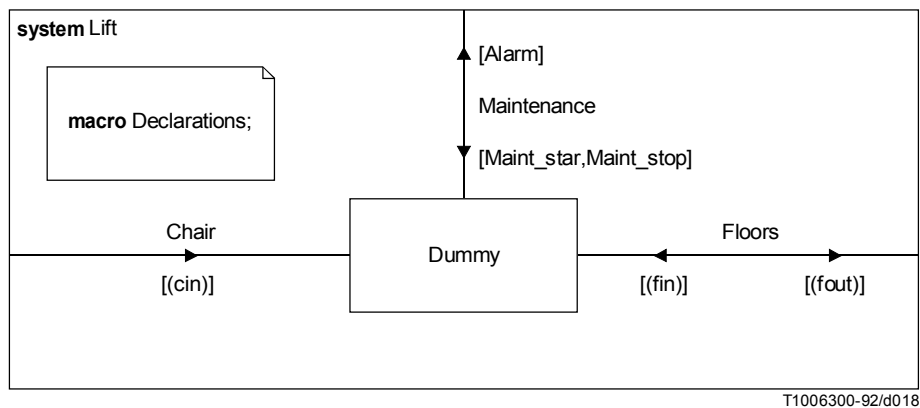 system Lift
[Alarm]
macro Declarations;
Maintenance
[Maint_star,Maint_stop]
Chair
Dummy
Floors
[(cin)]
[(fin)]
[(fout)]
T1006300-92/d018